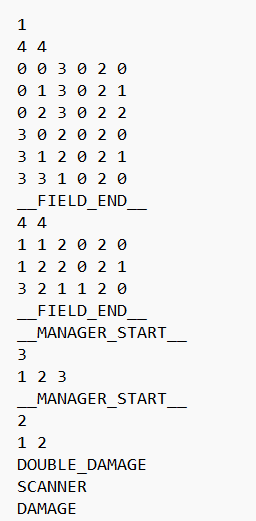 1
4 4
0 0 3 0 2 0
0 1 3 0 2 1
0 2 3 0 2 2
3 0 2 0 2 0
3 1 2 0 2 1
3 3 1 0 2 0
__FIELD_END__
4 4
1 1 2 0 2 0
1 2 2 0 2 1
3 2 1 1 2 0
__FIELD_END__
__MANAGER_START__
3
1 2 3
__MANAGER_START__
2
1 2
DOUBLE_DAMAGE
SCANNER
DAMAGE